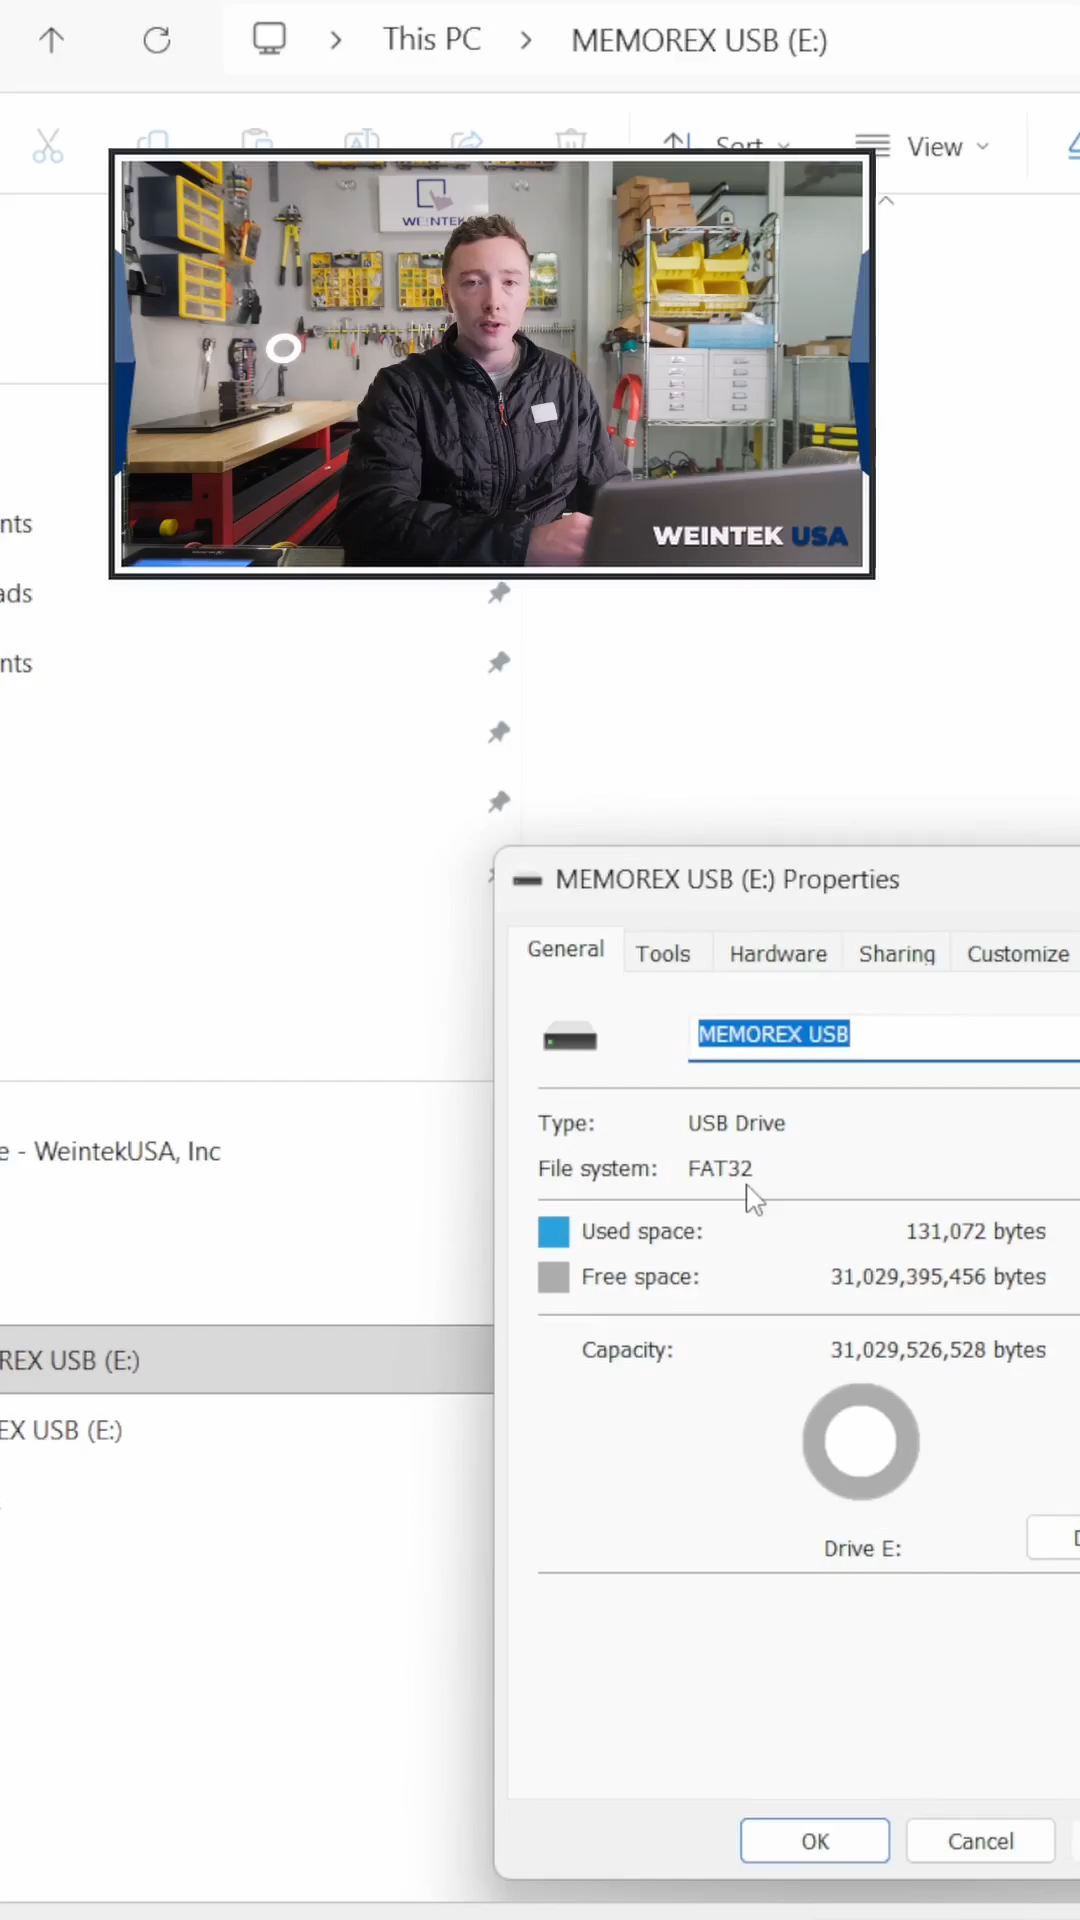 This PC > MEMOREX USB (E:)
Sort
View
WEINTEK
WEINTEK USA
nts
ads
nts
MEMOREX USB (E:) Properties
General Tools Hardware Sharing Customize
MEMOREX USB
Type: USB Drive
File system: FAT32
e - WeintekUSA, Inc
Used space: 131,072 bytes
Free space: 31,029,395,456 bytes
Capacity: 31,029,526,528 bytes
REX USB (E:)
EX USB (E:)
Drive E:
OK Cancel